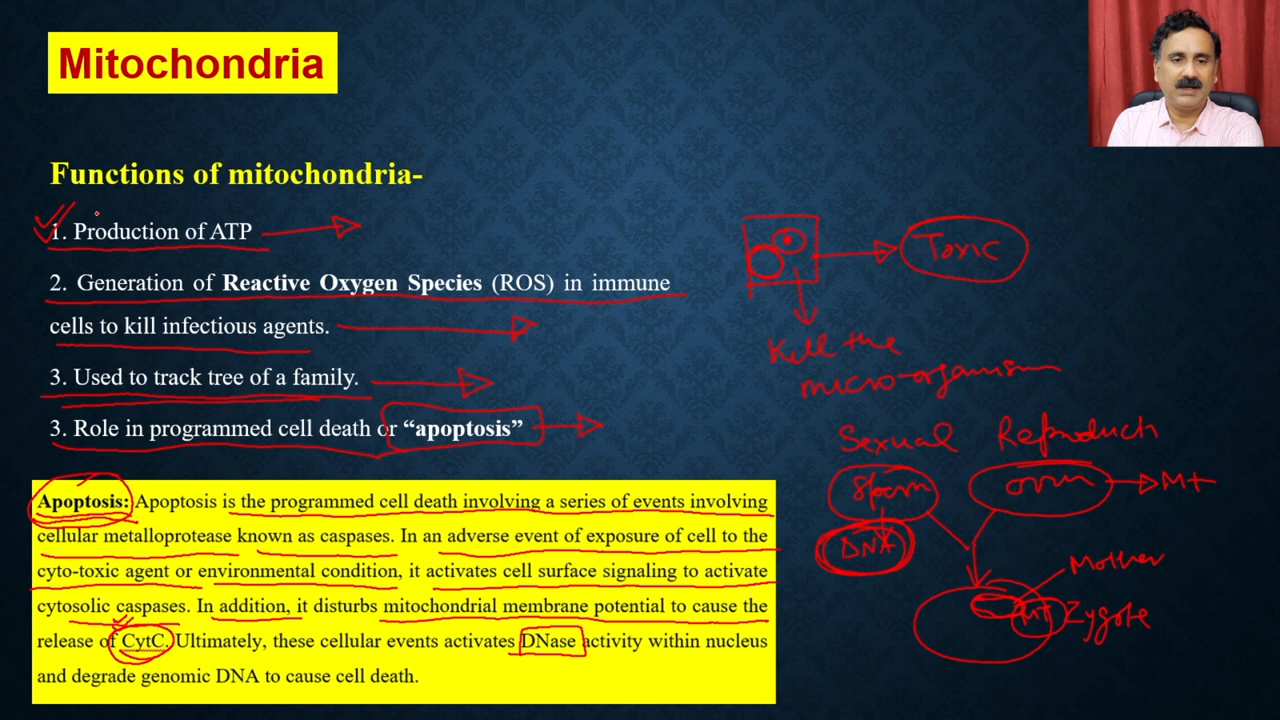 Mitochondria
Functions of mitochondria-
1. Production of ATP
2. Generation of Reactive Oxygen Species (ROS) in immune
cells to kill infectious agents.
3. Used to track tree of a family.
3. Role in programmed cell death or “apoptosis”
Apoptosis: Apoptosis is the programmed cell death involving a series of events involving
cellular metalloprotease known as caspases. In an adverse event of exposure of cell to the
cyto-toxic agent or environmental condition, it activates cell surface signaling to activate
cytosolic caspases. In addition, it disturbs mitochondrial membrane potential to cause the
release of CytC. Ultimately, these cellular events activates DNase activity within nucleus
and degrade genomic DNA to cause cell death.
Toxic
Kill the
micro-organism
Sexual Reproduch
Sperm ovum Mt
DNA
Mother
MT Zygote